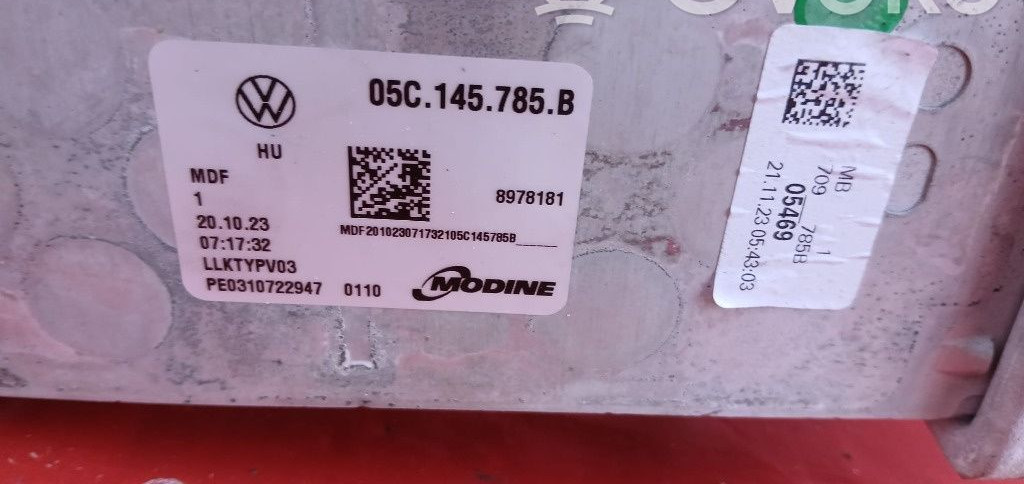 05C.145.785.B
HU
MDF
1
8978181
20.10.23
MDF201023071732105C145785B______
07:17:32
LLKTYPV03
PE0310722947 0110
MODINE
MB 1
709 785B
05469
21.11.23 05:43:03